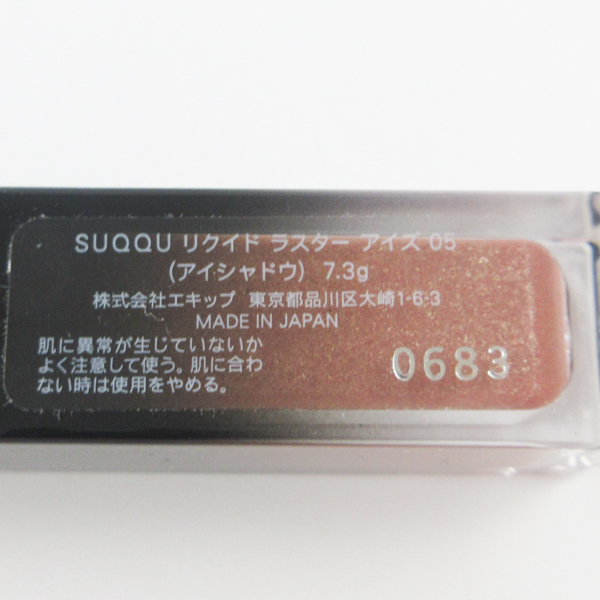 SUQQU リクイド ラスター アイズ 05
(アイシャドウ) 7.3g
株式会社エキップ 東京都品川区大崎1-6-3
MADE IN JAPAN
肌に異常が生じていないか
よく注意して使う。肌に合わ
ない時は使用をやめる。
0683